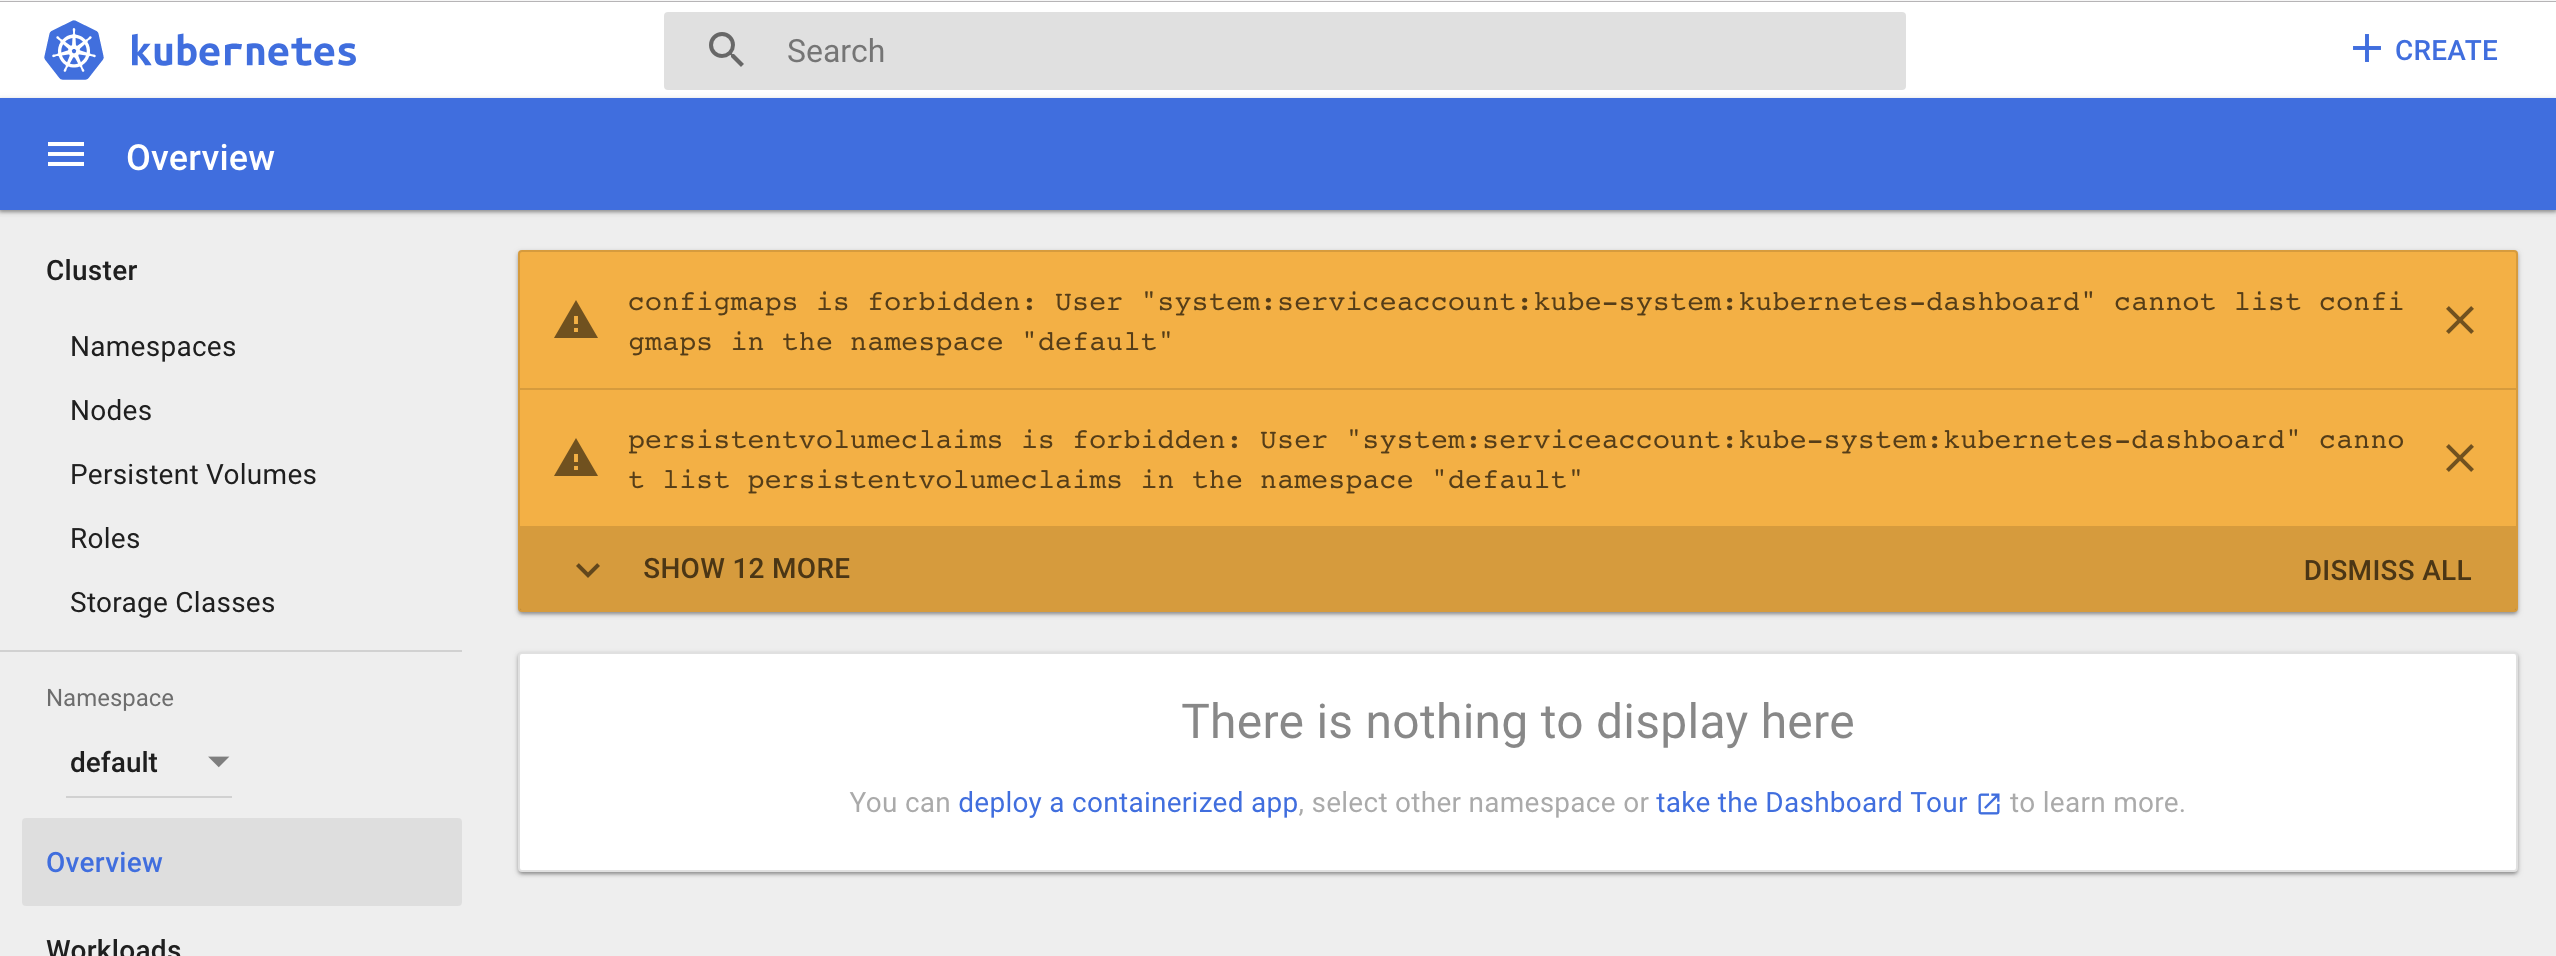 kubernetes
Search
CREATE
Overview
Cluster
Namespaces
Nodes
Persistent Volumes
Roles
Storage Classes
Namespace
default
Overview
Workloads
configmaps is forbidden: User "system:serviceaccount:kube-system:kubernetes-dashboard" cannot list confi
gmaps in the namespace "default"
persistentvolumeclaims is forbidden: User "system:serviceaccount:kube-system:kubernetes-dashboard" canno
t list persistentvolumeclaims in the namespace "default"
SHOW 12 MORE
DISMISS ALL
There is nothing to display here
You can deploy a containerized app, select other namespace or take the Dashboard Tour to learn more.